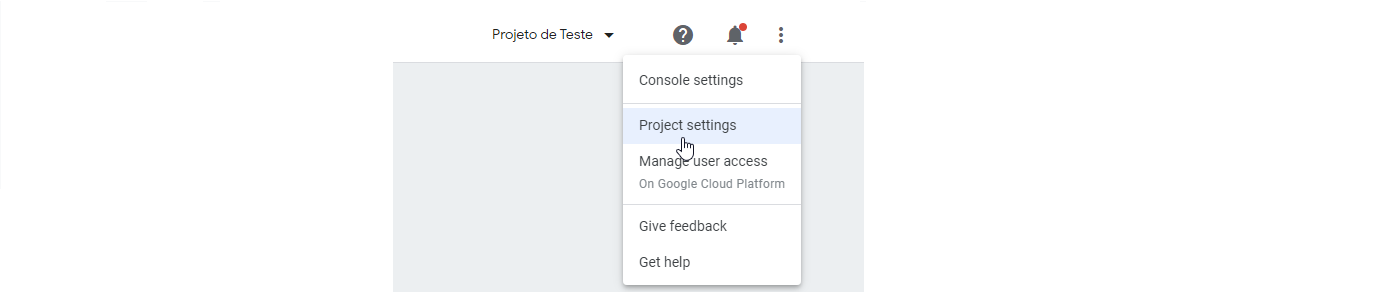 Projeto de Teste
Console settings
Project settings
Manage user access
On Google Cloud Platform
Give feedback
Get help